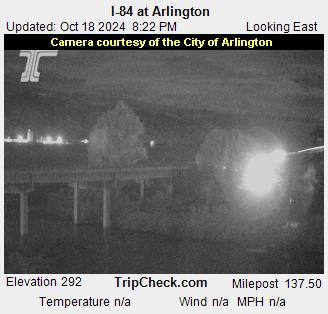 I-84 at Arlington
Updated: Oct 18 2024 8:22 PM Looking East
Camera courtesy of the City of Arlington
Elevation 292 TripCheck.com Milepost 137.50
Temperature n/a Wind n/a MPH n/a